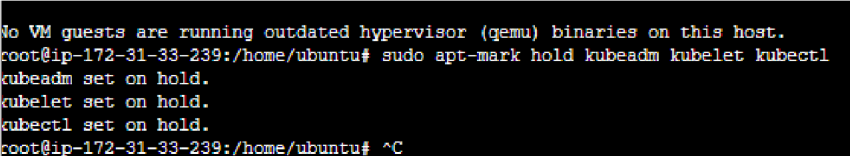 No VM guests are running outdated hypervisor (qemu) binaries on this host.
root@ip-172-31-33-239:/home/ubuntu# sudo apt-mark hold kubeadm kubelet kubectl
kubeadm set on hold.
kubelet set on hold.
kubectl set on hold.
root@ip-172-31-33-239:/home/ubuntu# ^C